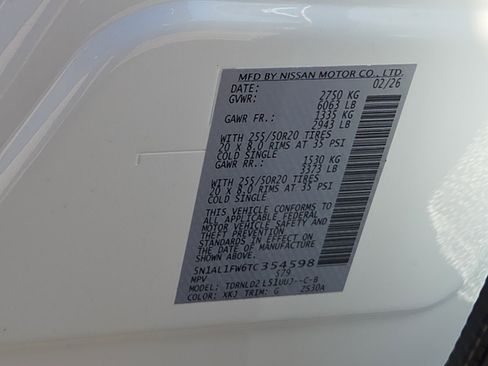 MFD BY NISSAN MOTOR CO., LTD.
DATE: 02/26
GVWR: 2750 KG
6063 LB
GAWR FR.: 1335 KG
2943 LB
WITH 255/50R20 TIRES
20 X 8.0 RIMS AT 35 PSI
COLD SINGLE
GAWR RR.: 1530 KG
3373 LB
WITH 255/50R20 TIRES
20 X 8.0 RIMS AT 35 PSI
COLD SINGLE
THIS VEHICLE CONFORMS TO
ALL APPLICABLE FEDERAL
MOTOR VEHICLE SAFETY AND
THEFT PREVENTION
STANDARDS IN EFFECT ON
THE DATE OF MANUFACTURE
SHOWN ABOVE
5N1AL1FW6TC354598
MPV 379
MODEL: TDRNLD2L51UUJ--C-B
COLOR: XKJ TRIM: G 2S30A